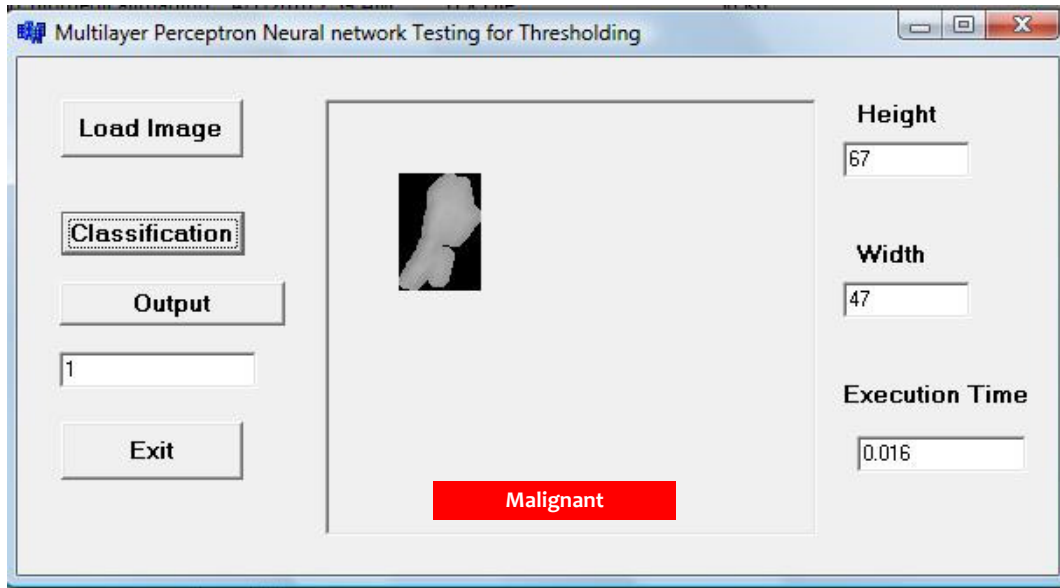 Multilayer Perceptron Neural network Testing for Thresholding
Load Image
Classification
Output
1
Exit
Malignant
Height
67
Width
47
Execution Time
0.016